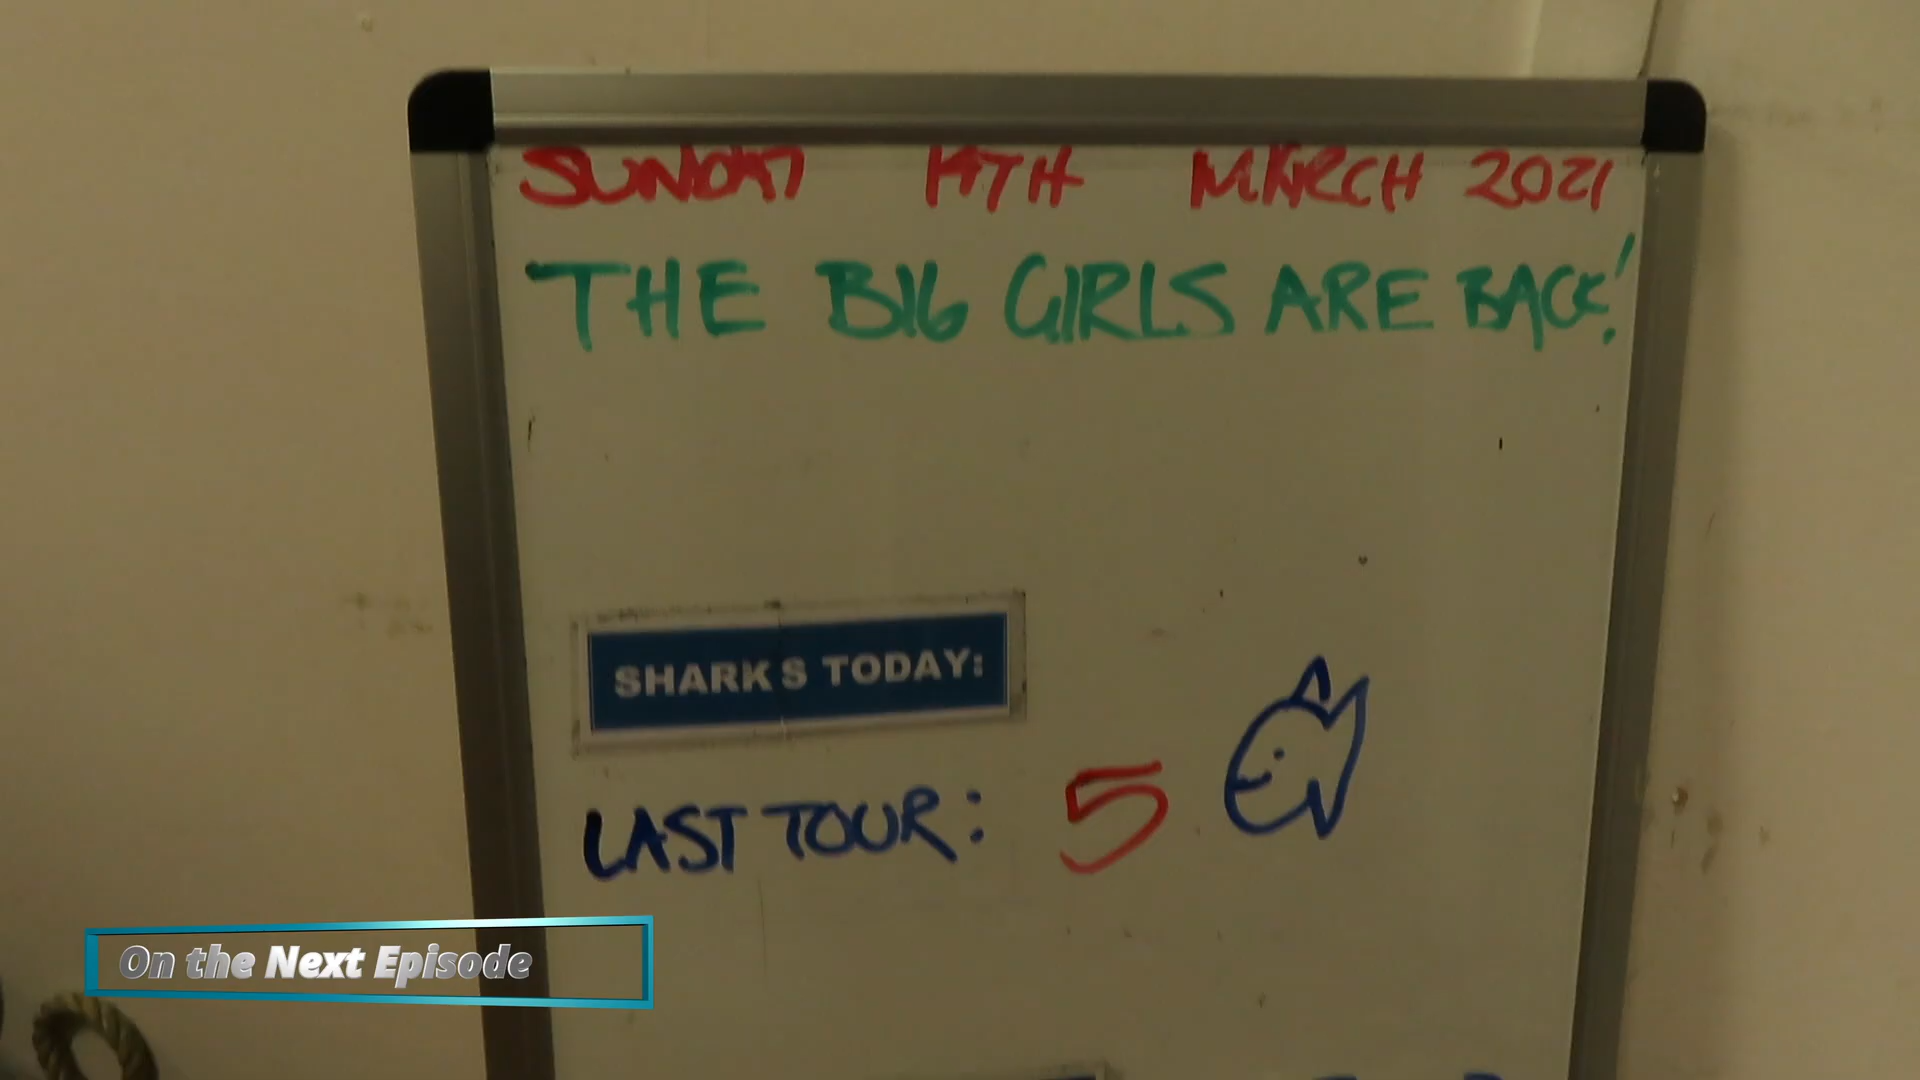 SUNDAY 14TH MARCH 2021
THE BIG GIRLS ARE BACK!
SHARKS TODAY:
LAST TOUR: 5
On the Next Episode